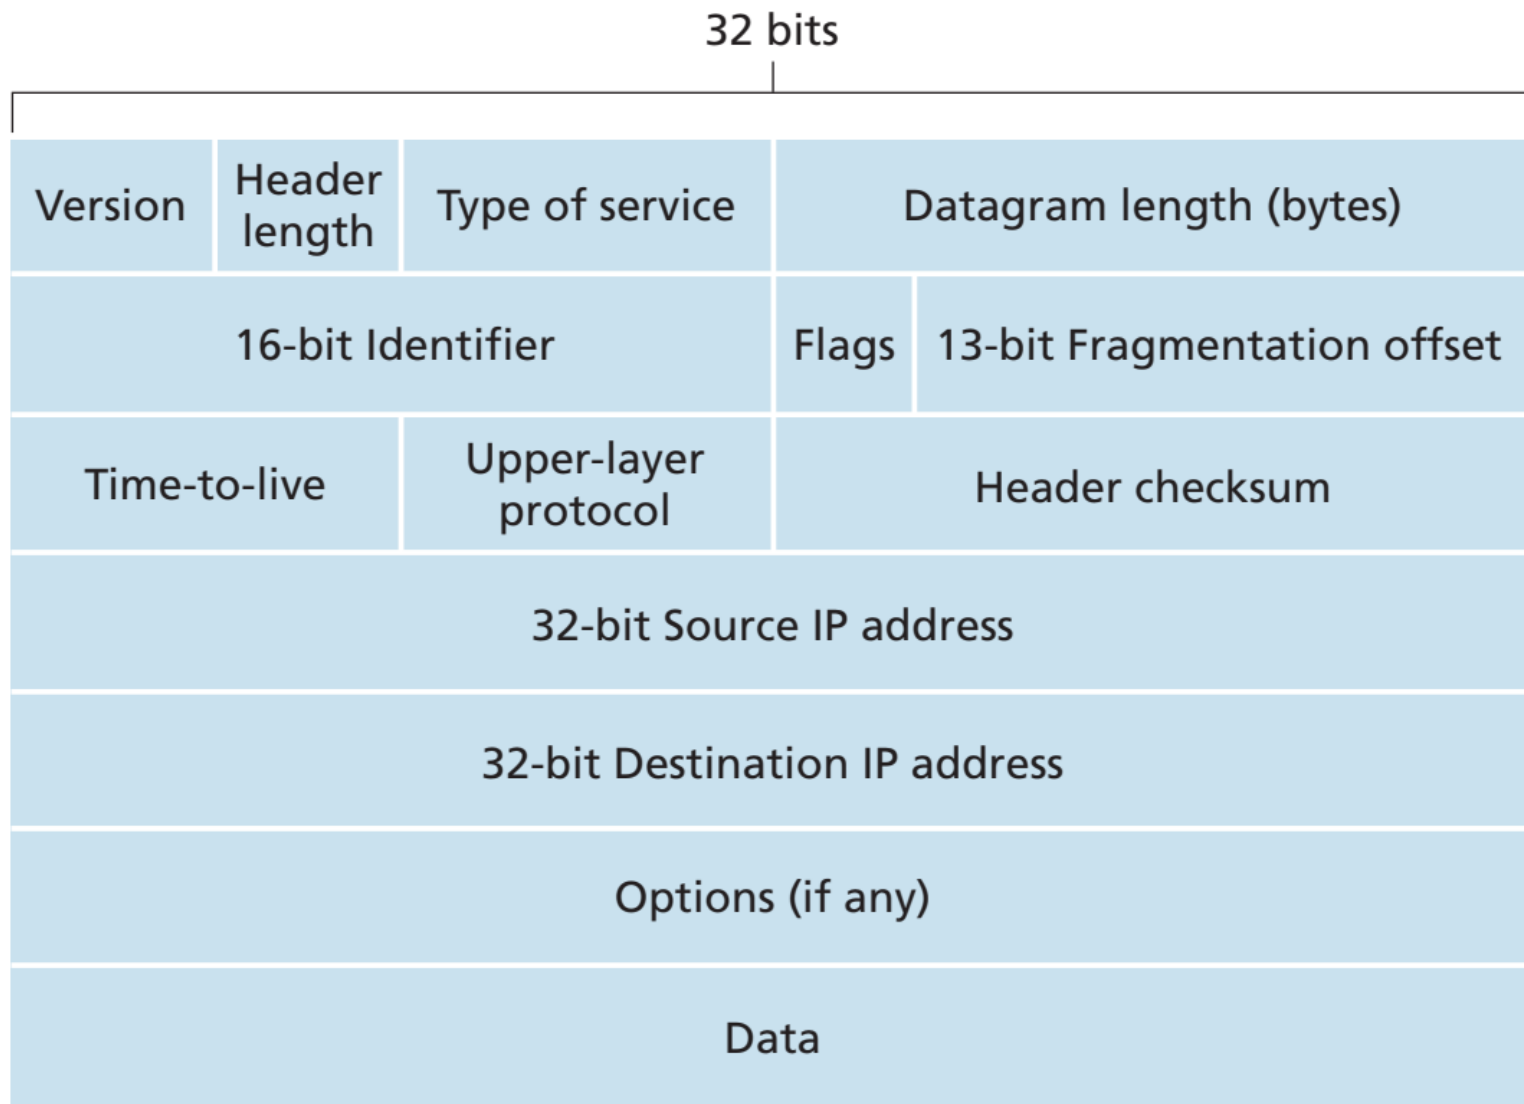 32 bits
Version
Header
length
Type of service
Datagram length (bytes)
16-bit Identifier
Flags
13-bit Fragmentation offset
Time-to-live
Upper-layer
protocol
Header checksum
32-bit Source IP address
32-bit Destination IP address
Options (if any)
Data